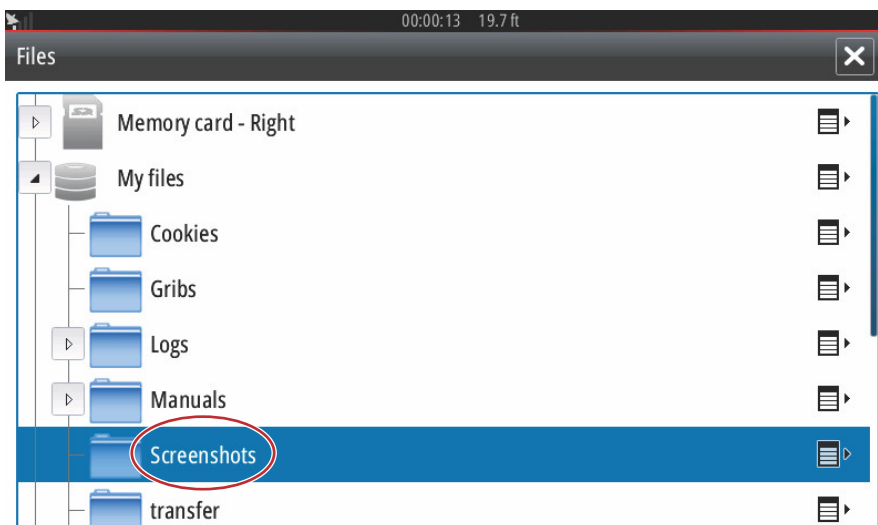 00:00:13 19.7 ft
Files
Memory card - Right
My files
Cookies
Gribs
Logs
Manuals
Screenshots
transfer